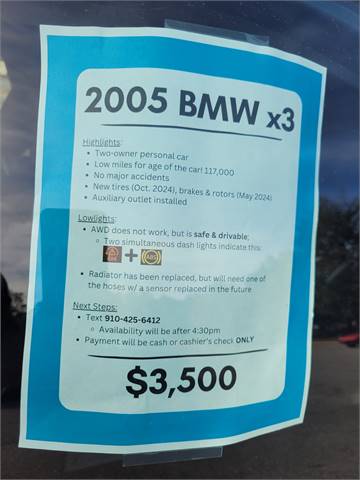 2005 BMW x3
Highlights:
• Two-owner personal car
• Low miles for age of the car! 117,000
• No major accidents
• New tires (Oct. 2024), brakes & rotors (May 2024)
• Auxiliary outlet installed
Lowlights:
• AWD does not work, but is safe & drivable;
◦ Two simultaneous dash lights indicate this:
+ ABS
• Radiator has been replaced, but will need one
of the hoses w/ a sensor replaced in the future
Next Steps:
• Text 910-425-6412
◦ Availability will be after 4:30pm
• Payment will be cash or cashier's check ONLY
$3,500